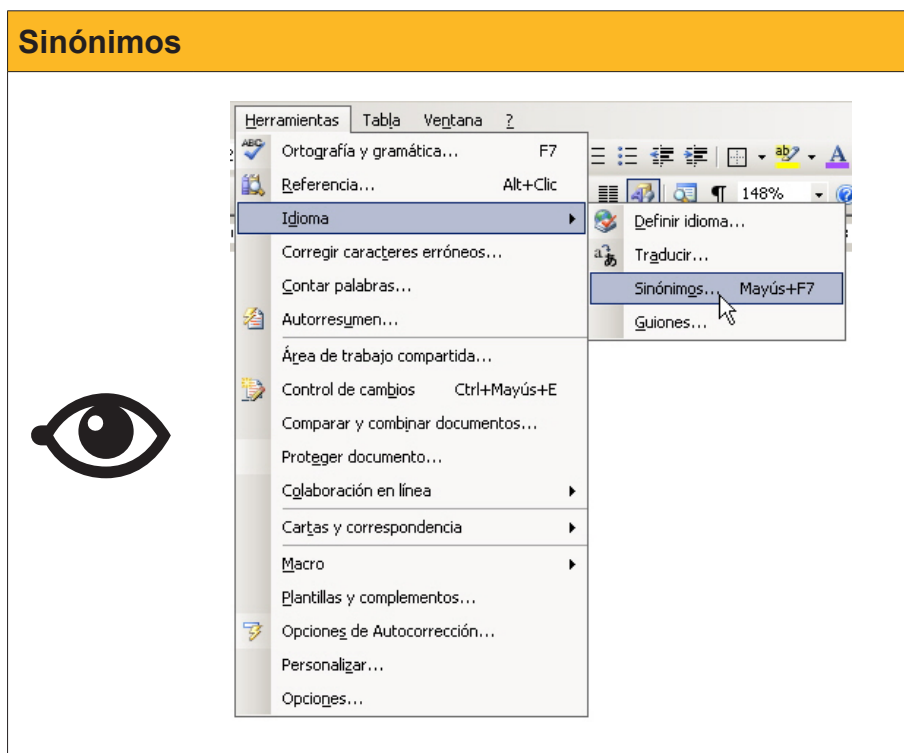 Sinónimos
Herramientas Tabla Ventana ?
Ortografía y gramática... F7
Referencia... Alt+Clic
148%
Idioma
Definir idioma...
Corregir caracteres erróneos...
Traducir...
Contar palabras...
Sinónimos... Mayús+F7
Autorresumen...
Guiones...
Área de trabajo compartida...
Control de cambios Ctrl+Mayús+E
Comparar y combinar documentos...
Proteger documento...
Colaboración en línea
Cartas y correspondencia
Macro
Plantillas y complementos...
Opciones de Autocorrección...
Personalizar...
Opciones...